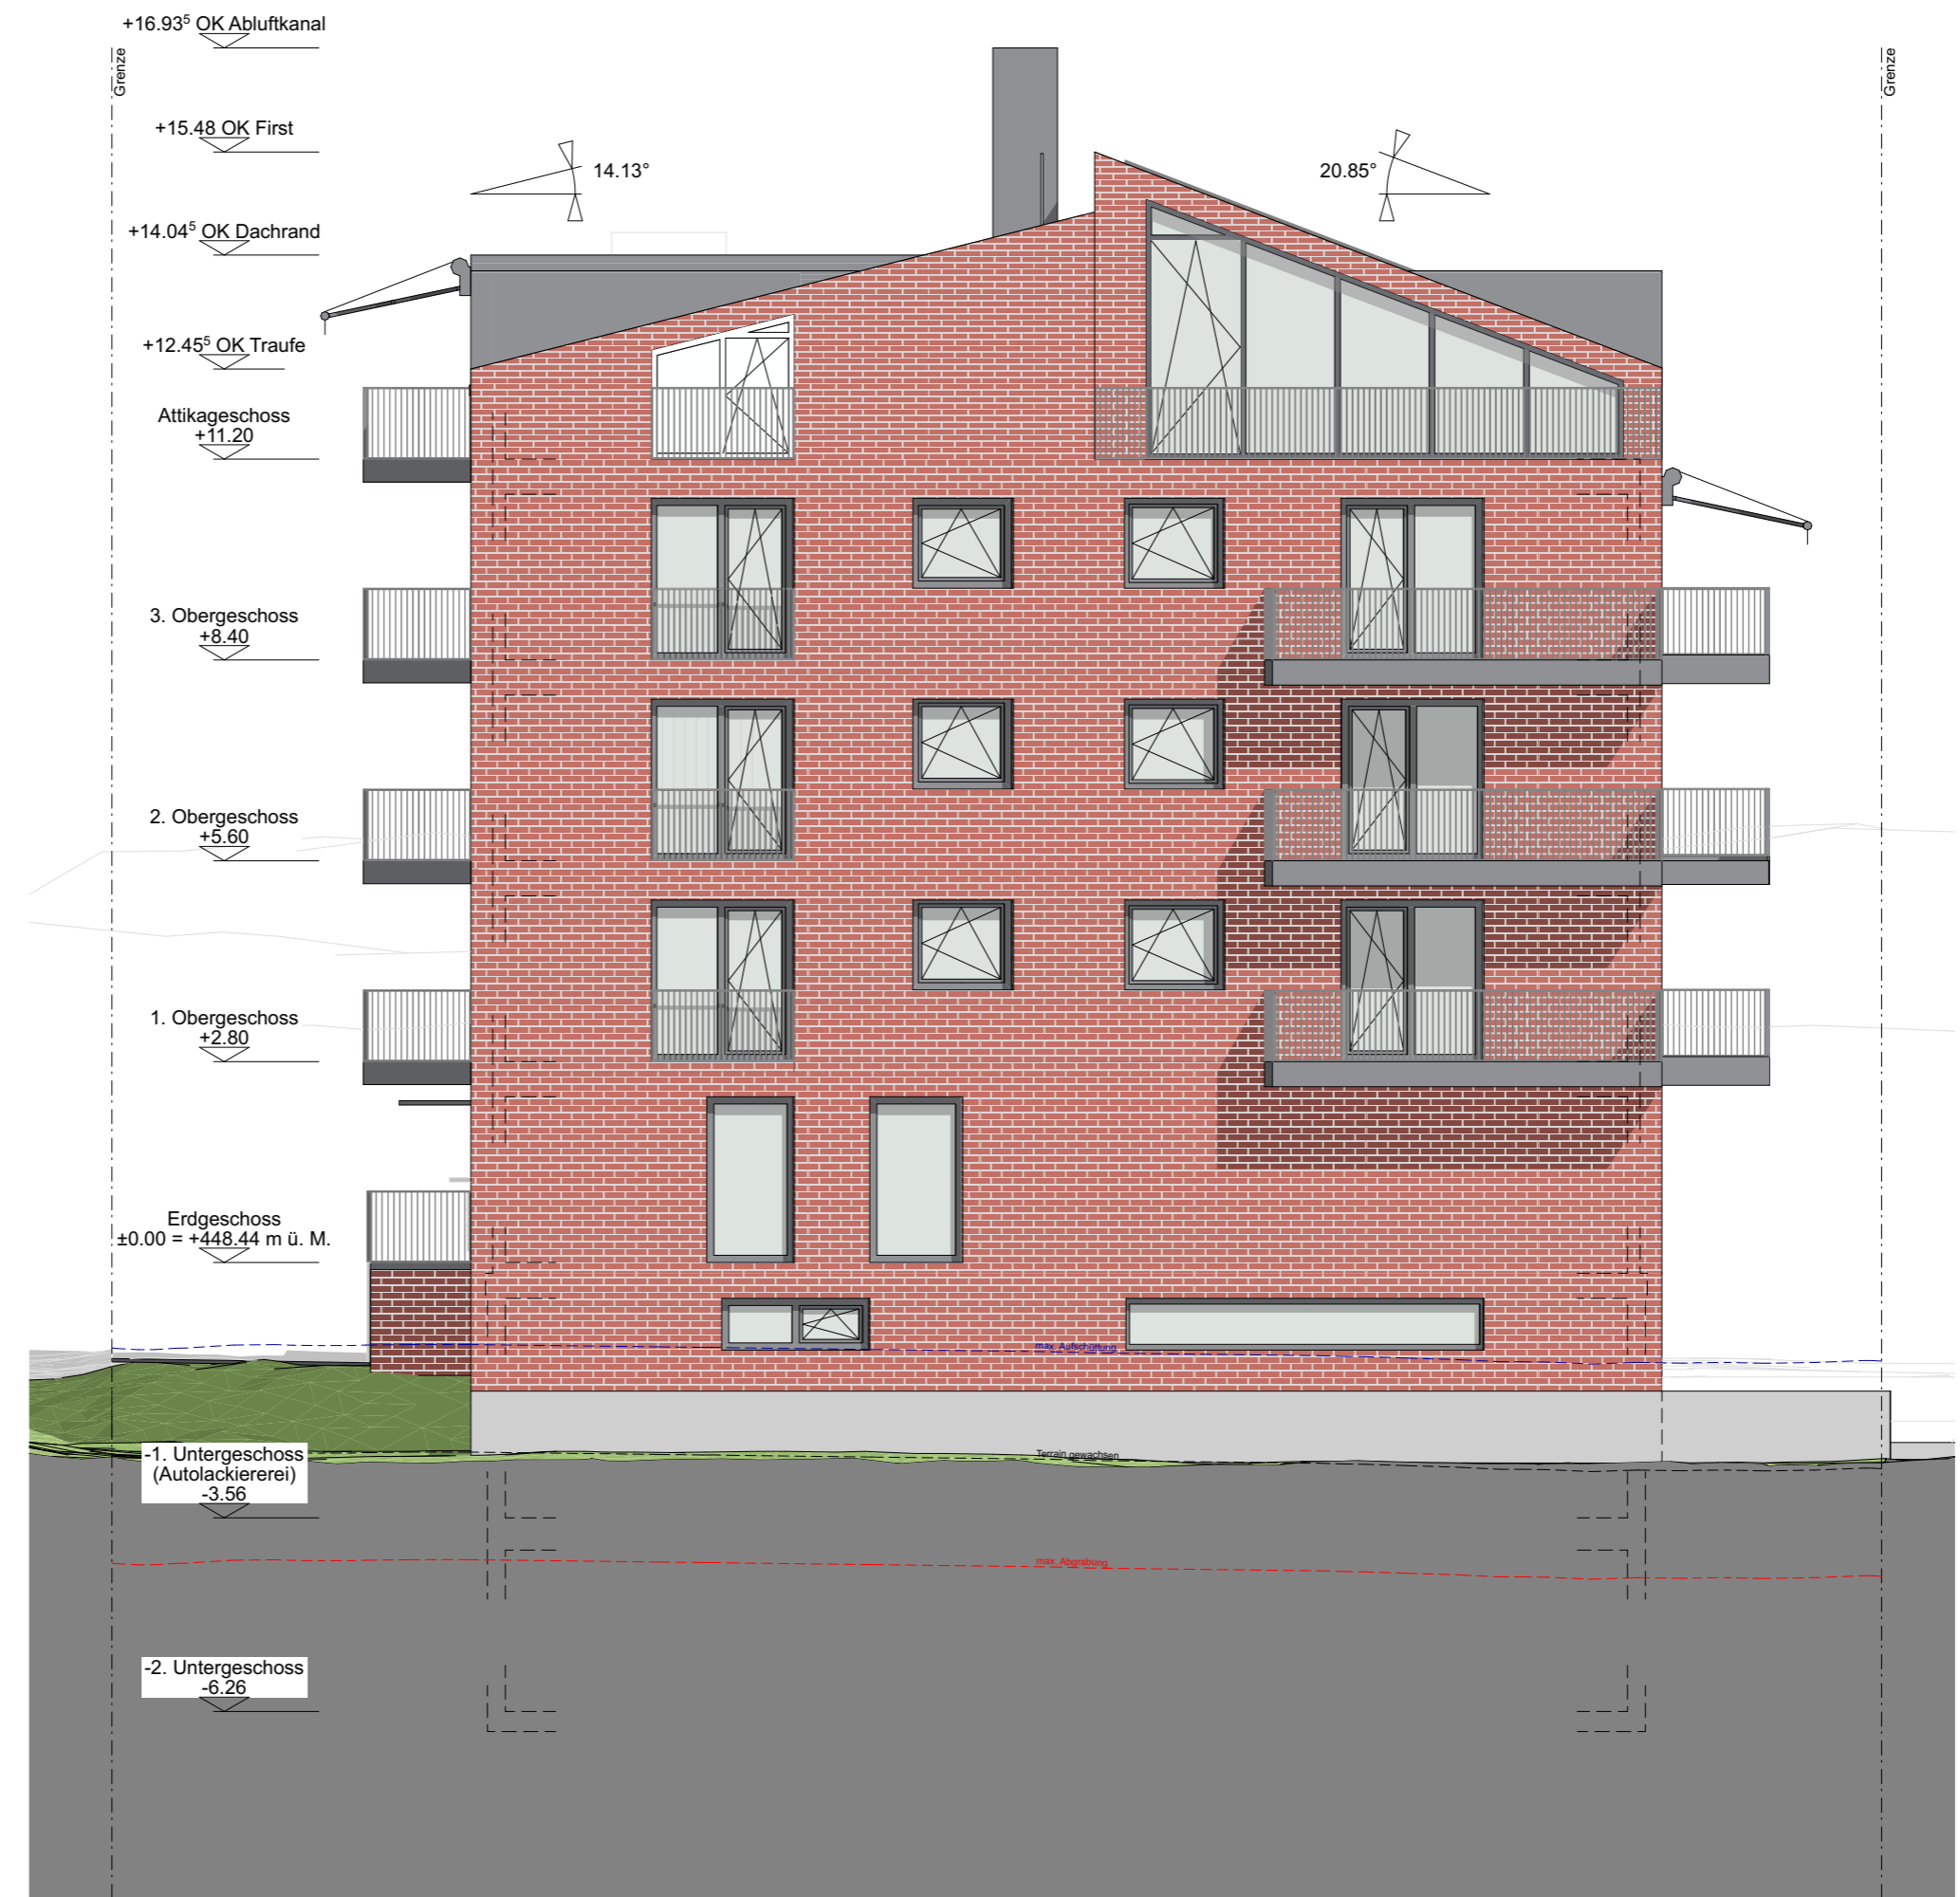 +16.93⁵ OK Abluftkanal
Grenze
Grenze
+15.48 OK First
14.13°
20.85°
+14.04⁵ OK Dachrand
+12.45⁵ OK Traufe
Attikageschoss
+11.20
3. Obergeschoss
+8.40
2. Obergeschoss
+5.60
1. Obergeschoss
+2.80
Erdgeschoss
±0.00 = +448.44 m ü. M.
max. Aufschüttung
Terrain gewachsen
-1. Untergeschoss
(Autolackiererei)
-3.56
max. Abgrabung
-2. Untergeschoss
-6.26